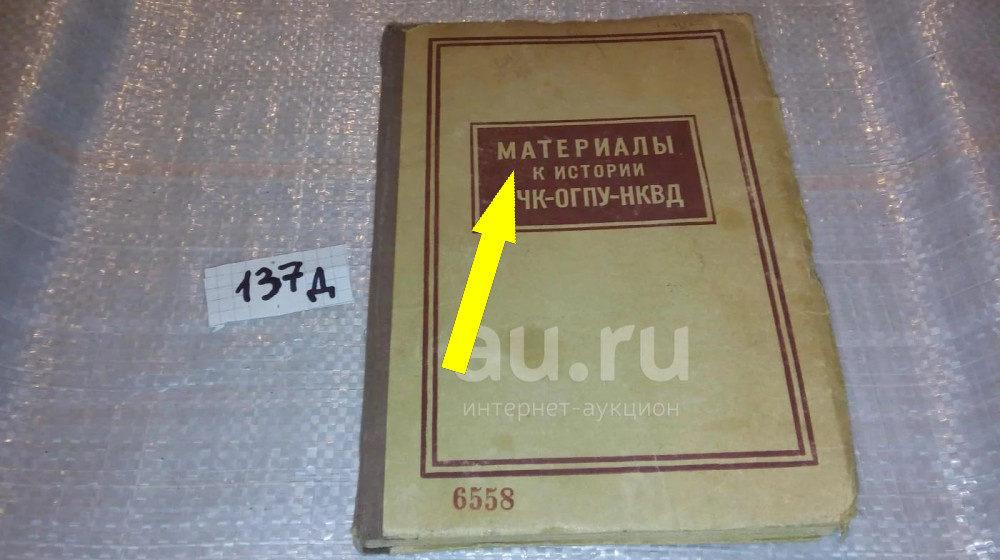 МАТЕРИАЛЫ
К ИСТОРИИ
ЧК-ОГПУ-НКВД
137д
au.ru
интернет-аукцион
6558